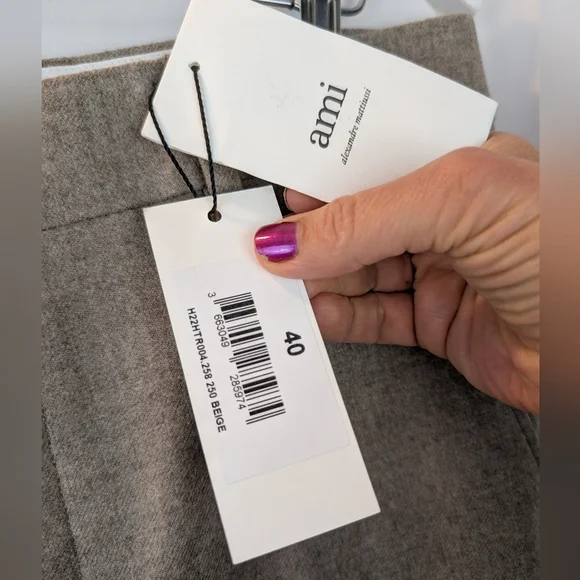 ami
alexandre mattiussi
40
3 663049 285974
H22HTR004.258 250 BEIGE